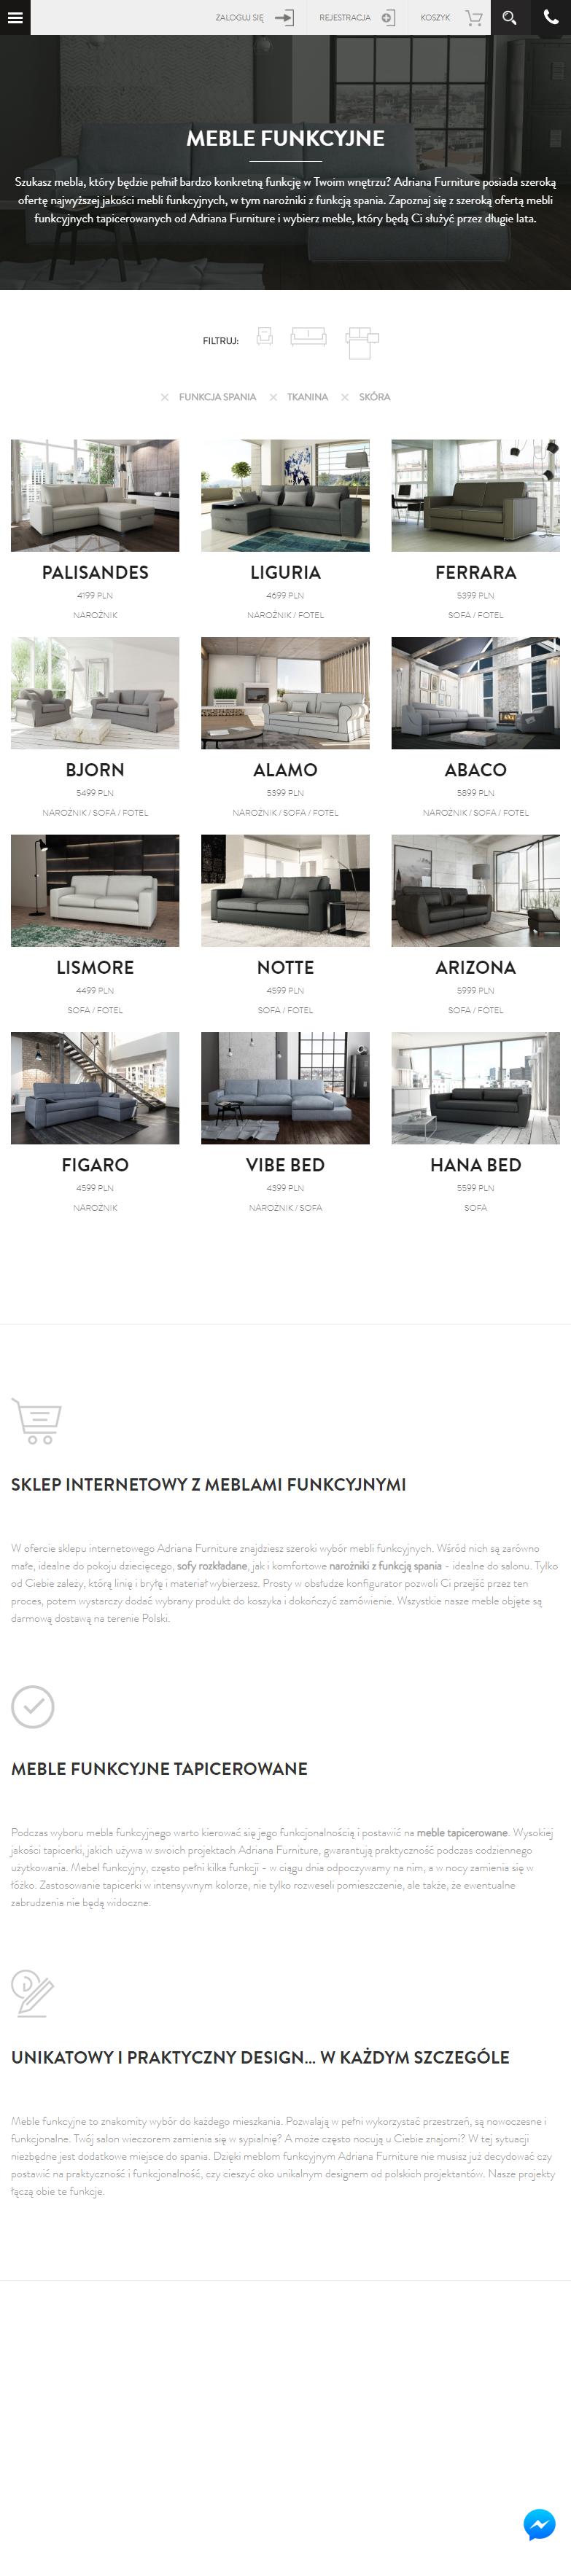 ZALOGUJ SIĘ REJESTRACJA KOSZYK
MEBLE FUNKCYJNE
Szukasz mebla, który będzie pełnił bardzo konkretną funkcję w Twoim wnętrzu? Adriana Furniture posiada szeroką
ofertę najwyższej jakości mebli funkcyjnych, w tym narożniki z funkcją spania. Zapoznaj się z szeroką ofertą mebli
funkcyjnych tapicerowanych od Adriana Furniture i wybierz meble, który będą Ci służyć przez długie lata.
FILTRUJ:
FUNKCJA SPANIA TKANINA SKÓRA
PALISANDES LIGURIA FERRARA
4199 PLN 4699 PLN 5399 PLN
NAROŻNIK NAROŻNIK / FOTEL SOFA / FOTEL
BJORN ALAMO ABACO
5499 PLN 5399 PLN 5899 PLN
NAROŻNIK / SOFA / FOTEL NAROŻNIK / SOFA / FOTEL NAROŻNIK / SOFA / FOTEL
LISMORE NOTTE ARIZONA
4499 PLN 4599 PLN 5999 PLN
SOFA / FOTEL SOFA / FOTEL SOFA / FOTEL
FIGARO VIBE BED HANA BED
4599 PLN 4399 PLN 5599 PLN
NAROŻNIK NAROŻNIK / SOFA SOFA
SKLEP INTERNETOWY Z MEBLAMI FUNKCYJNYMI
W ofercie sklepu internetowego Adriana Furniture znajdziesz szeroki wybór mebli funkcyjnych. Wśród nich są zarówno
małe, idealne do pokoju dziecięcego, sofy rozkładane, jak i komfortowe narożniki z funkcją spania - idealne do salonu. Tylko
od Ciebie zależy, którą linię i bryłę i materiał wybierzesz. Prosty w obsłudze konfigurator pozwoli Ci przejść przez ten
proces, potem wystarczy dodać wybrany produkt do koszyka i dokończyć zamówienie. Wszystkie nasze meble objęte są
darmową dostawą na terenie Polski.
MEBLE FUNKCYJNE TAPICEROWANE
Podczas wyboru mebla funkcyjnego warto kierować się jego funkcjonalnością i postawić na meble tapicerowane. Wysokiej
jakości tapicerki, jakich używa w swoich projektach Adriana Furniture, gwarantują praktyczność podczas codziennego
użytkowania. Mebel funkcyjny, często pełni kilka funkcji - w ciągu dnia odpoczywamy na nim, a w nocy zamienia się w
łóżko. Zastosowanie tapicerki w intensywnym kolorze, nie tylko rozweseli pomieszczenie, ale także, że ewentualne
zabrudzenia nie będą widoczne.
UNIKATOWY I PRAKTYCZNY DESIGN... W KAŻDYM SZCZEGÓLE
Meble funkcyjne to znakomity wybór do każdego mieszkania. Pozwalają w pełni wykorzystać przestrzeń, są nowoczesne i
funkcjonalne. Twój salon wieczorem zamienia się w sypialnię? A może często nocują u Ciebie znajomi? W tej sytuacji
niezbędne jest dodatkowe miejsce do spania. Dzięki meblom funkcyjnym Adriana Furniture nie musisz już decydować czy
postawić na praktyczność i funkcjonalność, czy cieszyć oko unikalnym designem od polskich projektantów. Nasze projekty
łączą obie te funkcje.